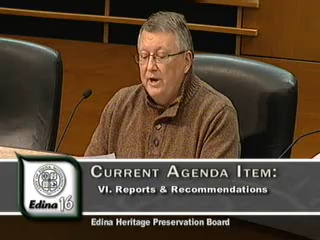 CURRENT AGENDA ITEM:
VI. Reports & Recommendations
Edina 16
Edina Heritage Preservation Board